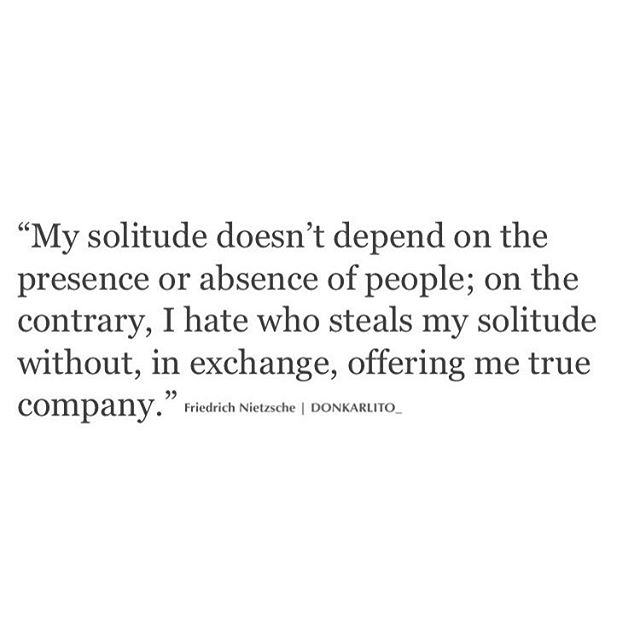 “My solitude doesn’t depend on the
presence or absence of people; on the
contrary, I hate who steals my solitude
without, in exchange, offering me true
company.” Friedrich Nietzsche | DONKARLITO_